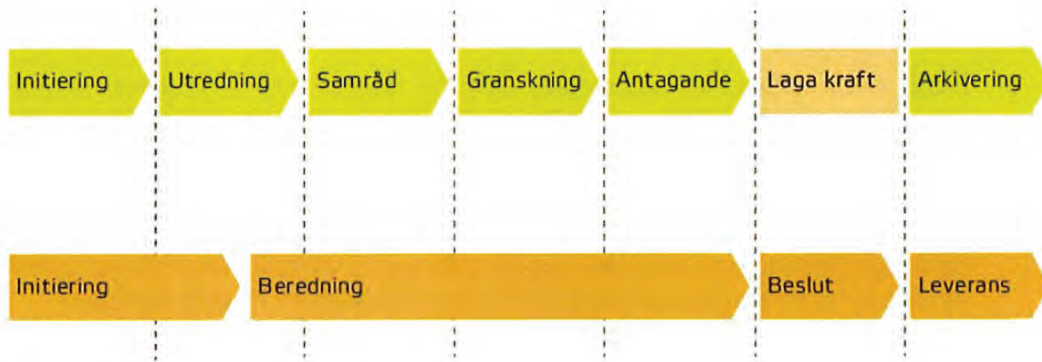 Initiering
Utredning
Samråd
Granskning
Antagande
Laga kraft
Arkivering
Initiering
Beredning
Beslut
Leverans